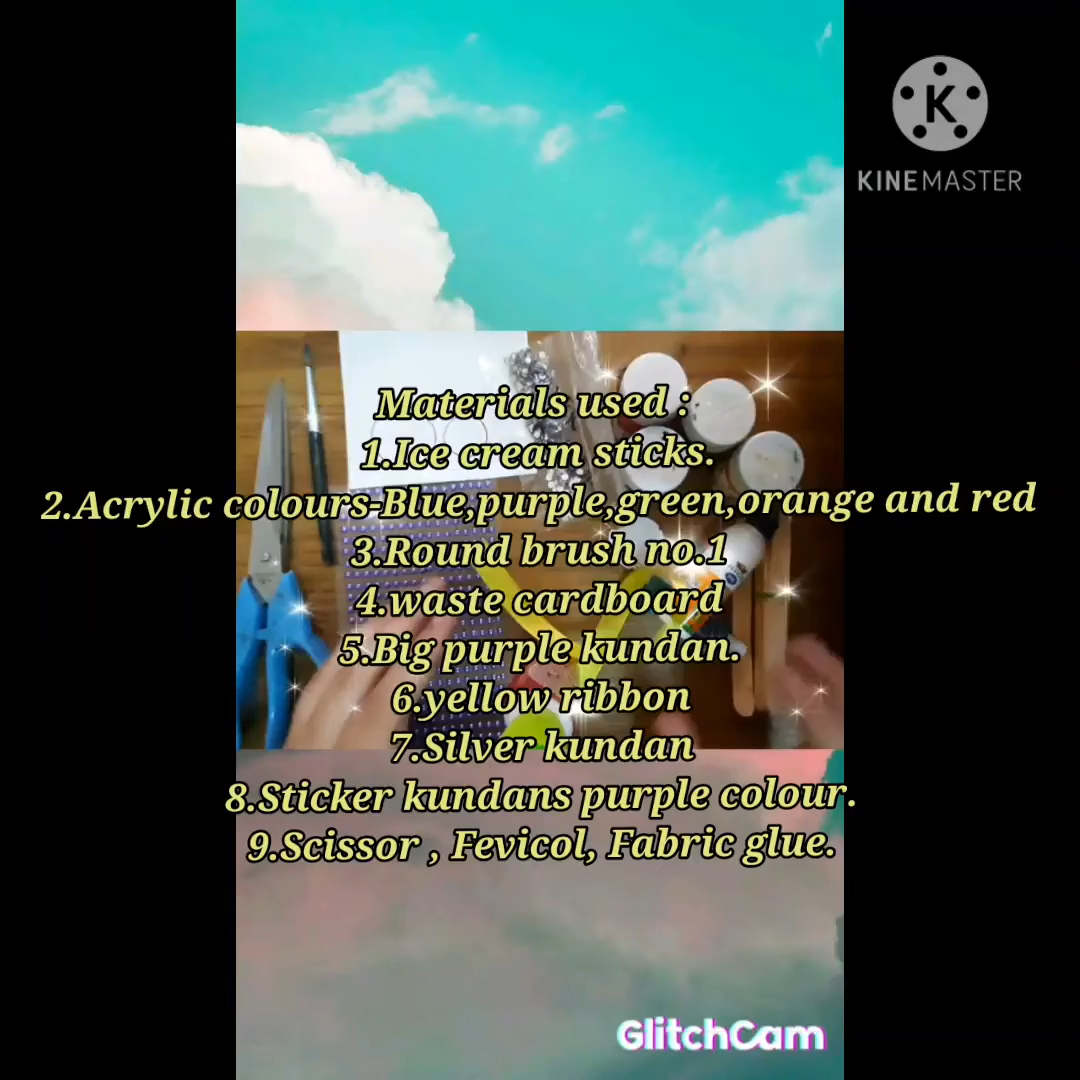 K
KINEMASTER
Materials used :
1.Ice cream sticks.
2.Acrylic colours-Blue,purple,green,orange and red
3.Round brush no.1
4.waste cardboard
5.Big purple kundan.
6.yellow ribbon
7.Silver kundan
8.Sticker kundans purple colour.
9.Scissor , Fevicol, Fabric glue.
GlitchCam